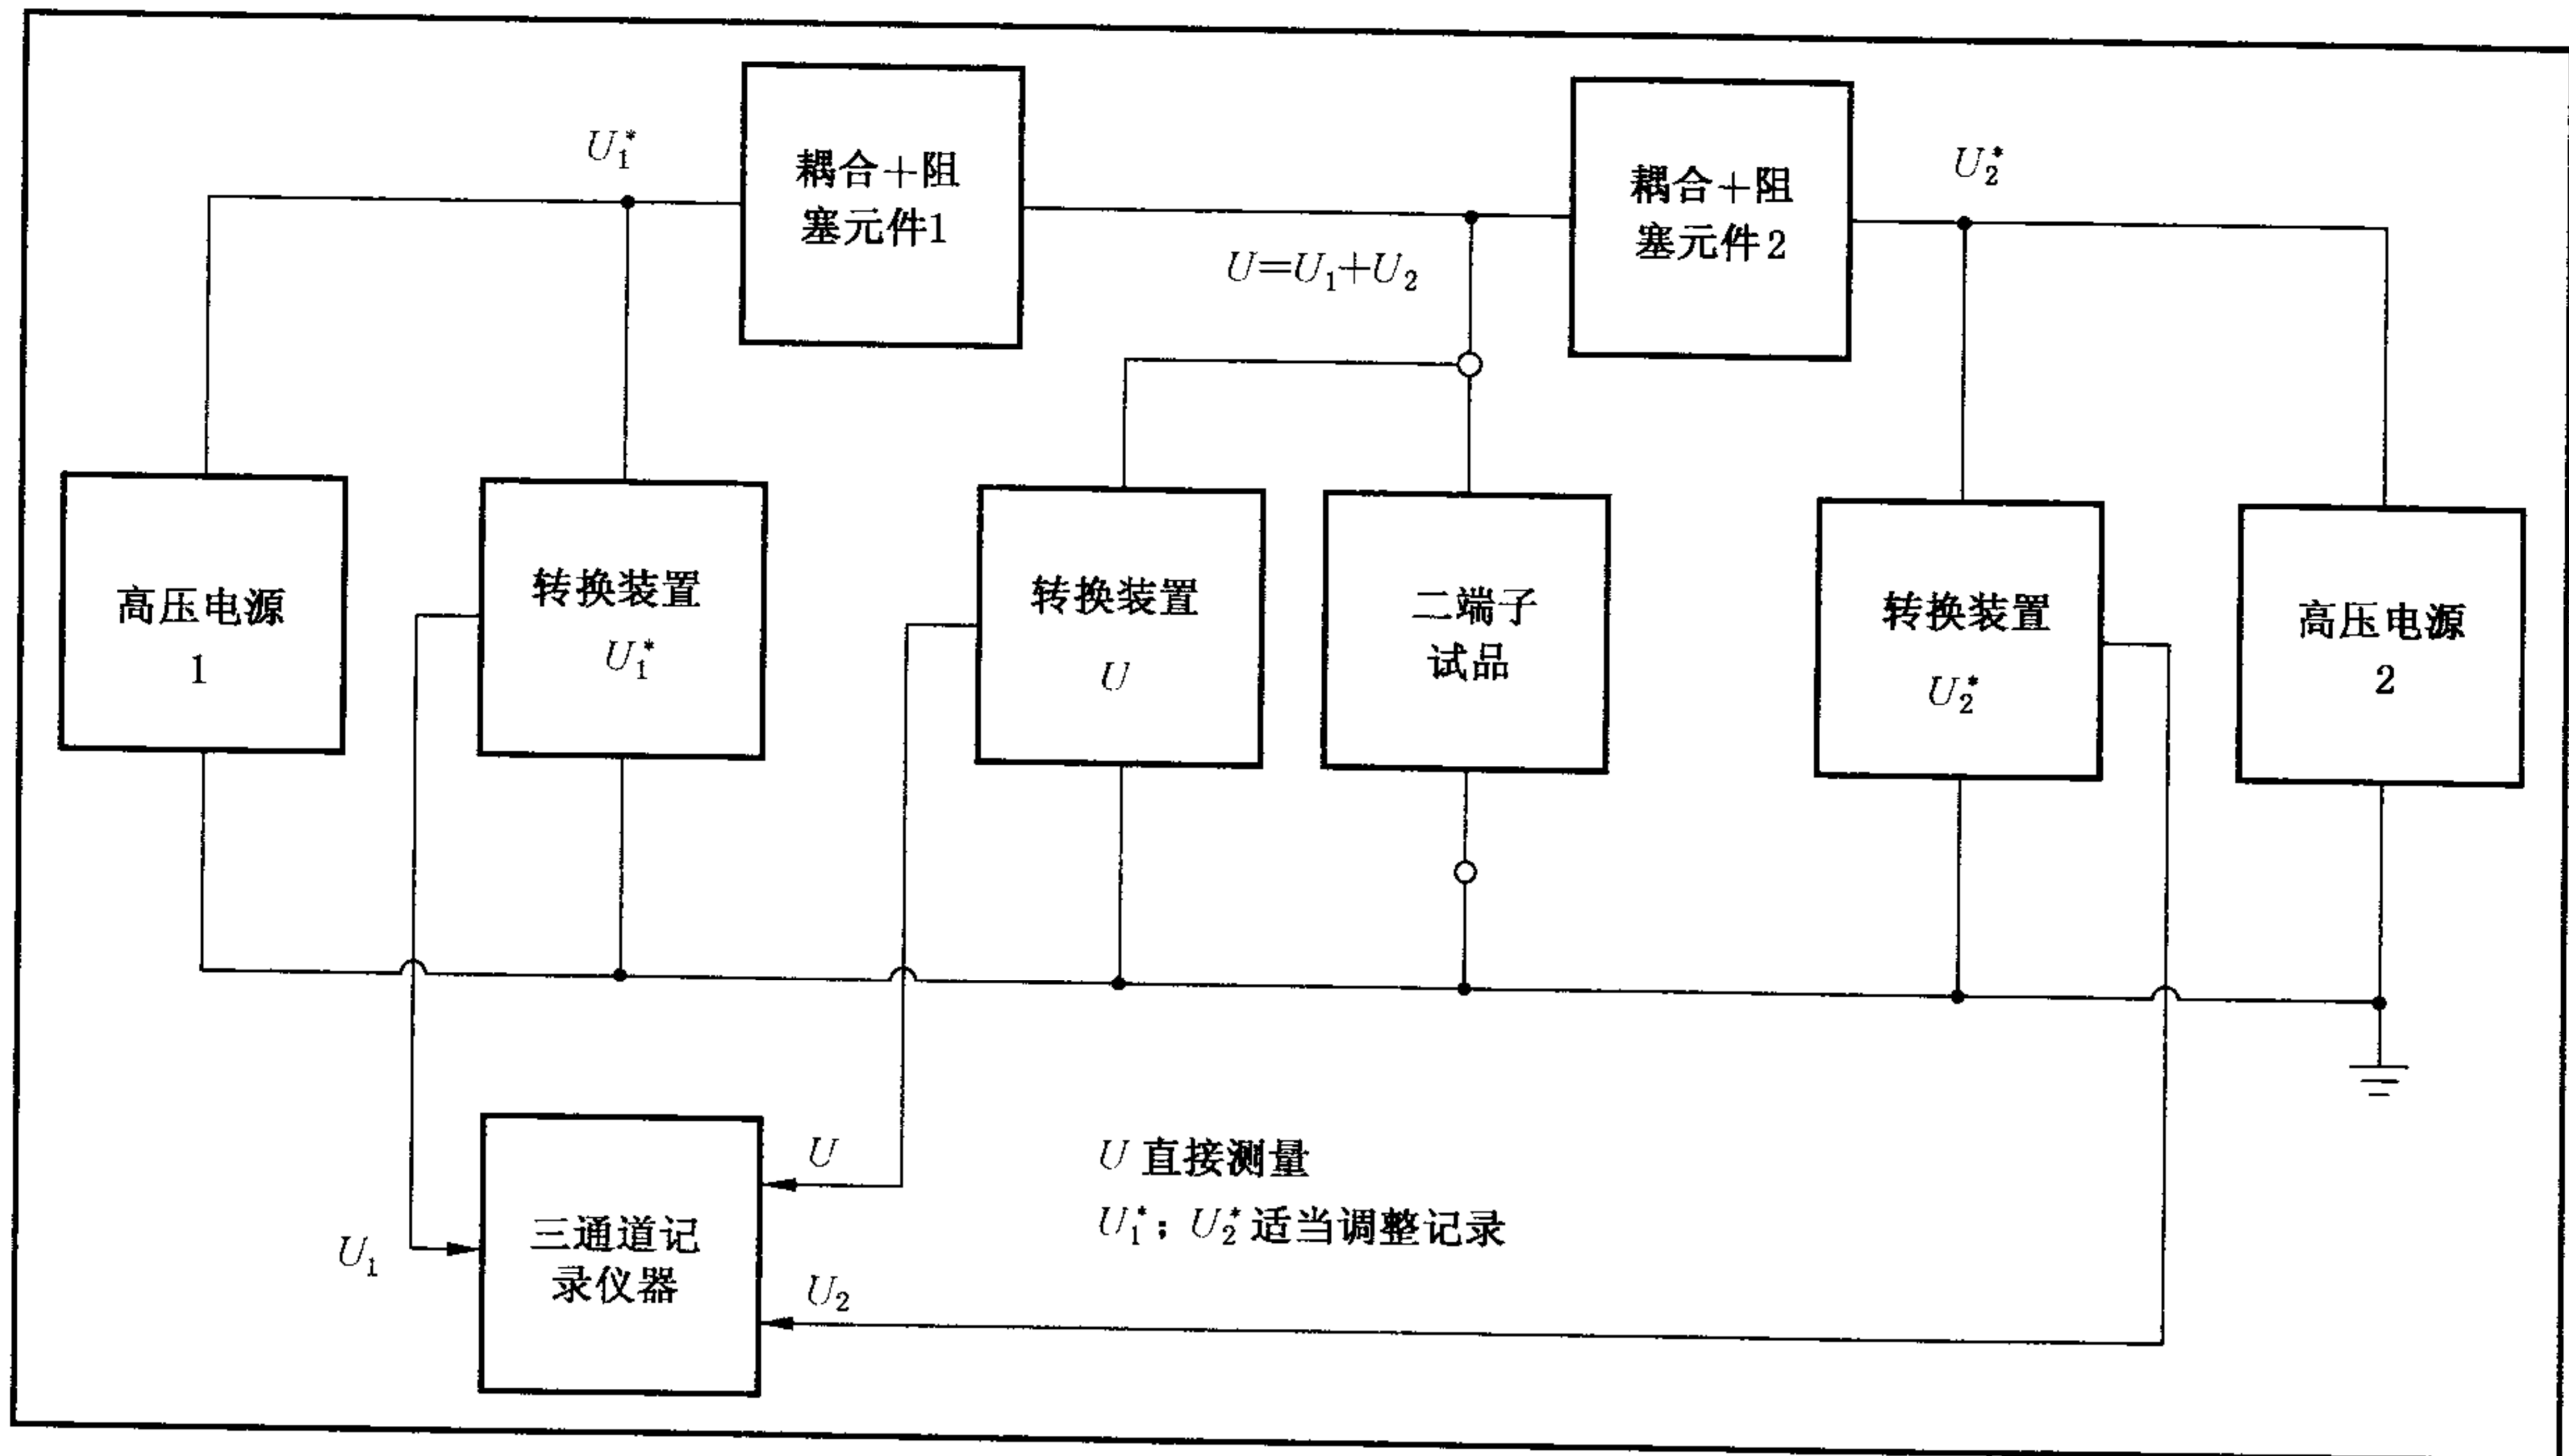 U₁*
耦合+阻
塞元件1
耦合+阻
塞元件2
U₂*
U=U₁+U₂
高压电源
1
转换装置
U₁*
转换装置
U
二端子
试品
转换装置
U₂*
高压电源
2
U
U₁
三通道记
录仪器
U₂
U 直接测量
U₁*；U₂* 适当调整记录